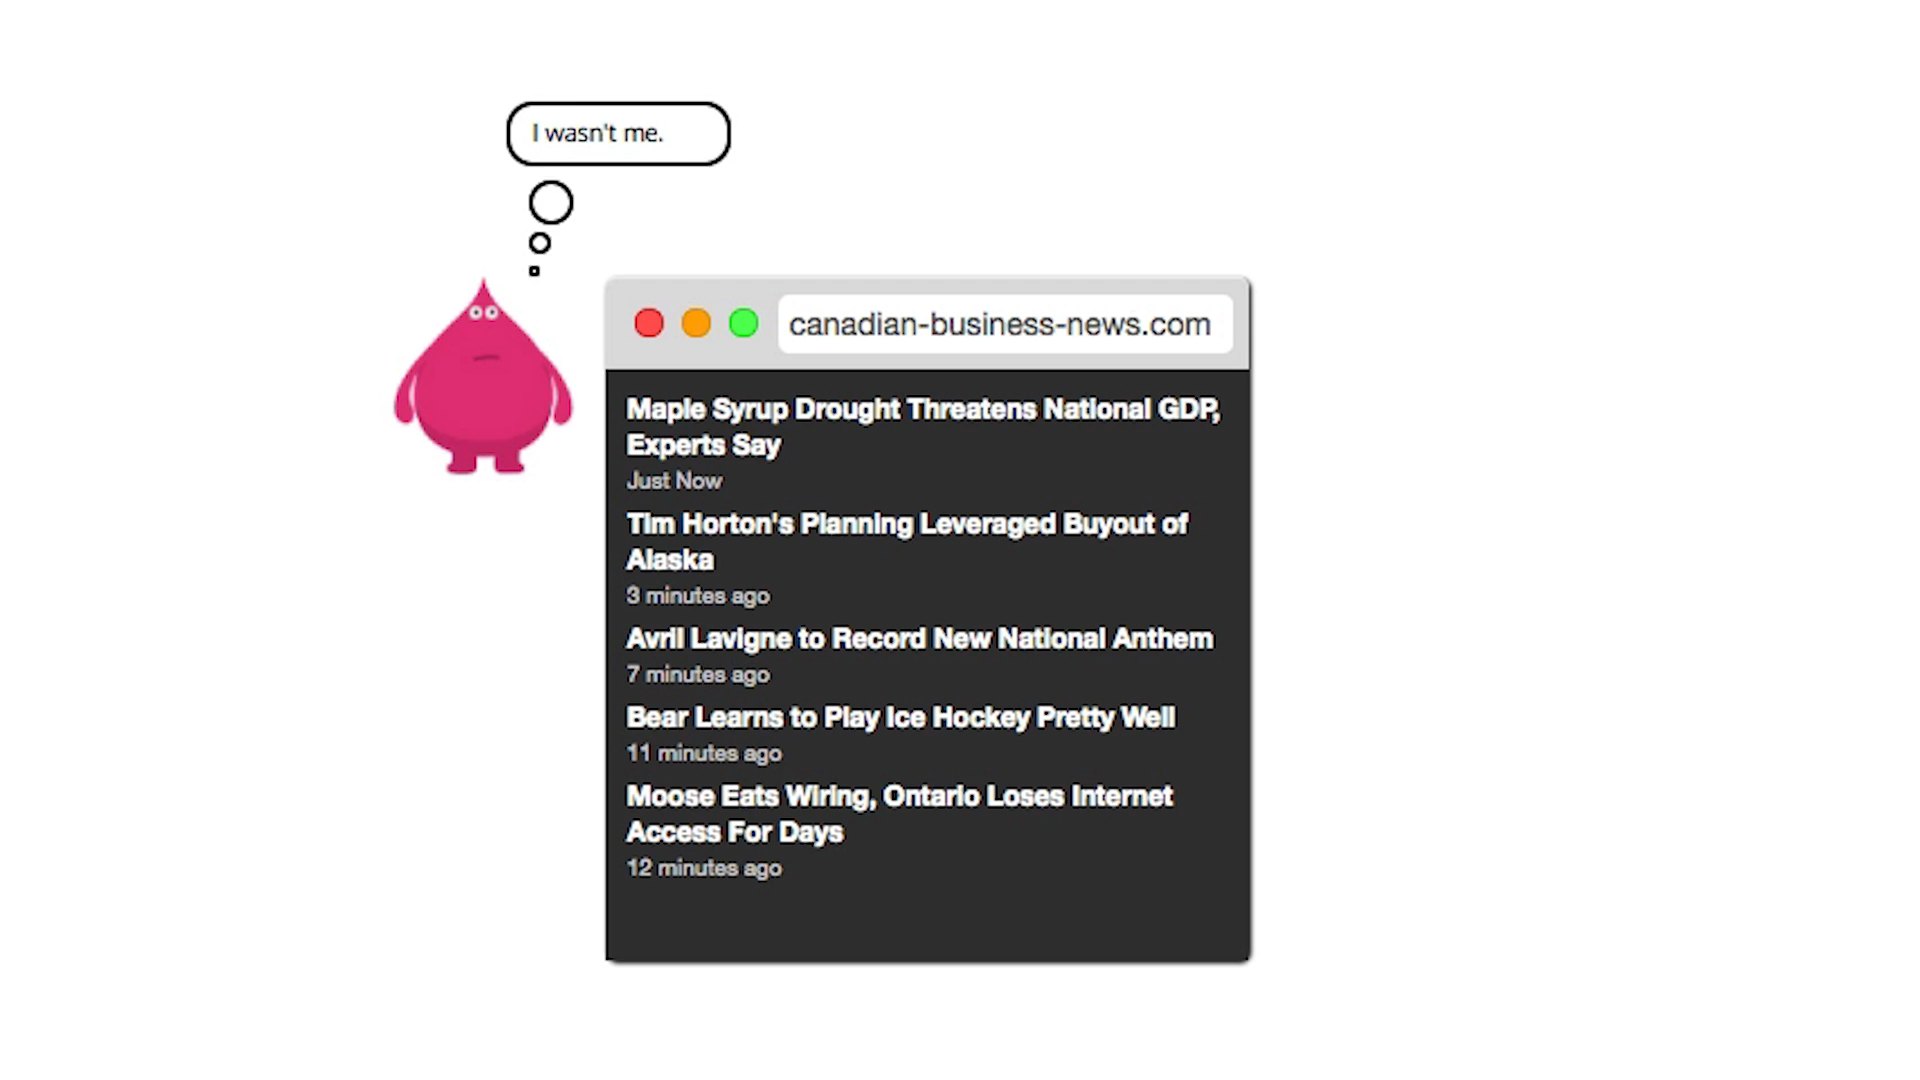 I wasn't me.
canadian-business-news.com
Maple Syrup Drought Threatens National GDP,
Experts Say
Just Now
Tim Horton's Planning Leveraged Buyout of
Alaska
3 minutes ago
Avril Lavigne to Record New National Anthem
7 minutes ago
Bear Learns to Play Ice Hockey Pretty Well
11 minutes ago
Moose Eats Wiring, Ontario Loses Internet
Access For Days
12 minutes ago